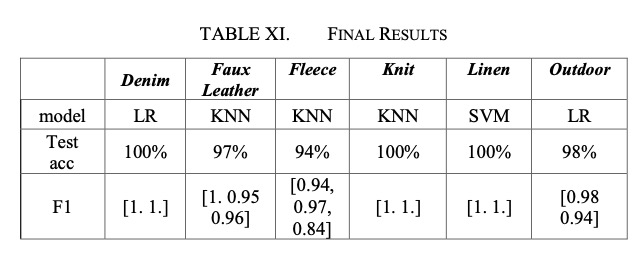 TABLE XI. FINAL RESULTS
Denim Faux Leather Fleece Knit Linen Outdoor
model LR KNN KNN KNN SVM LR
Test acc 100% 97% 94% 100% 100% 98%
F1 [1. 1.] [1. 0.95 0.96] [0.94, 0.97, 0.84] [1. 1.] [1. 1.] [0.98 0.94]